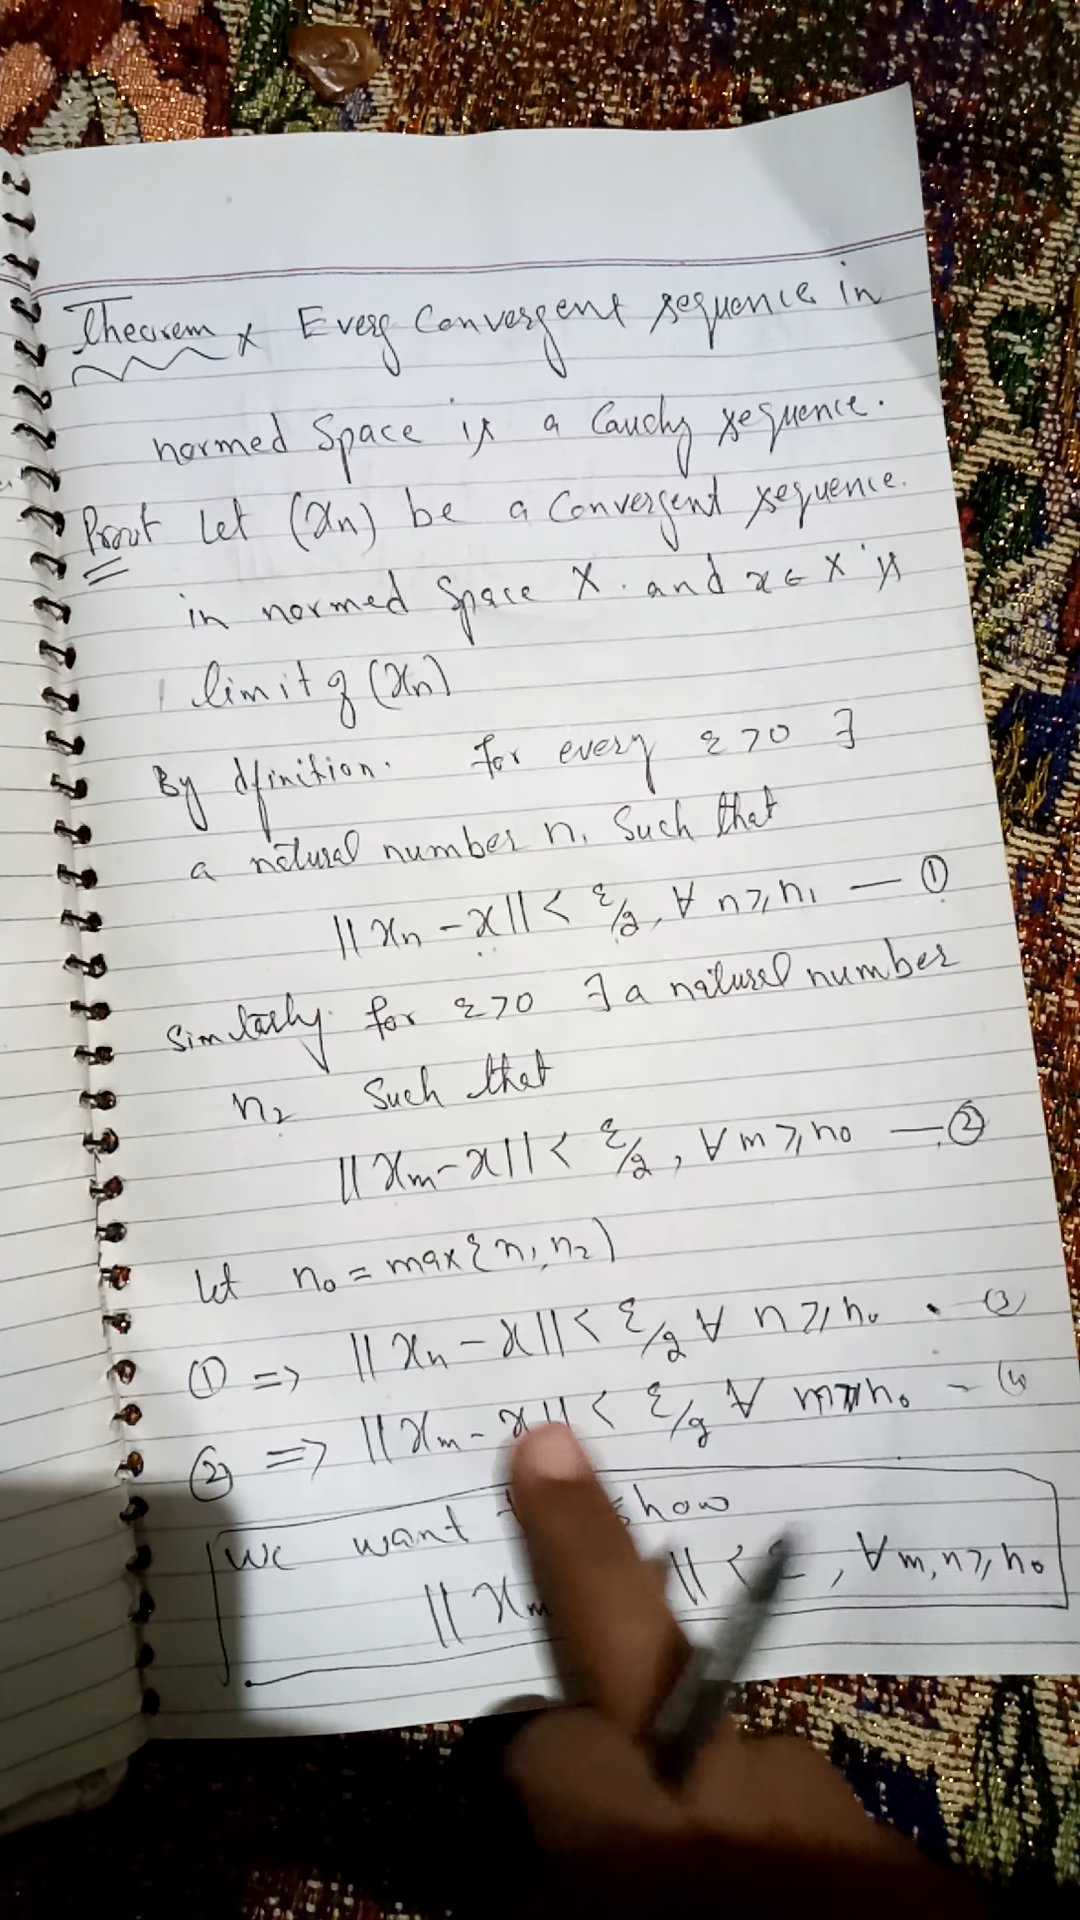 Theorem * Every Convergent sequence in
normed Space is a Cauchy sequence.
Proof Let (xn) be a convergent sequence.
in normed Space X. and x ∈ X is
limit of (xn)
By dfinition. for every ε > 0 ∃
a natural number n₁ Such that
||xn - x|| < ε/2, ∀ n ≥ n₁ — ①
Similarly for ε > 0 ∃ a natural number
n₂ Such that
||xm - x|| < ε/2, ∀ m ≥ n₀ — ②
let n₀ = max{n₁, n₂)
① => ||xn - x|| < ε/2 ∀ n ≥ n₀ . ③
② => ||xm - x|| < ε/2 ∀ m ≥ n₀ - ④
We want show
||xm || < , ∀ m, n ≥ n₀